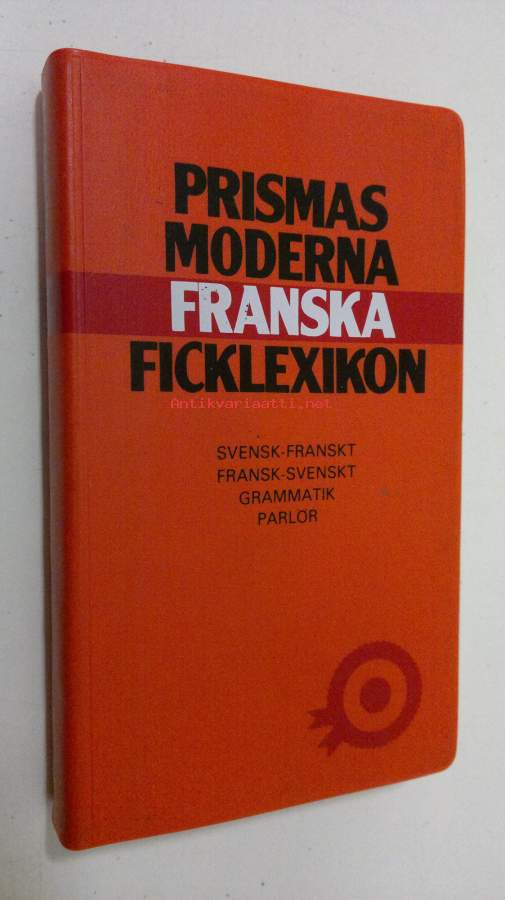 PRISMAS
MODERNA
FRANSKA
FICKLEXIKON
Antikvariaatti.net
SVENSK-FRANSKT
FRANSK-SVENSKT
GRAMMATIK
PARLÖR